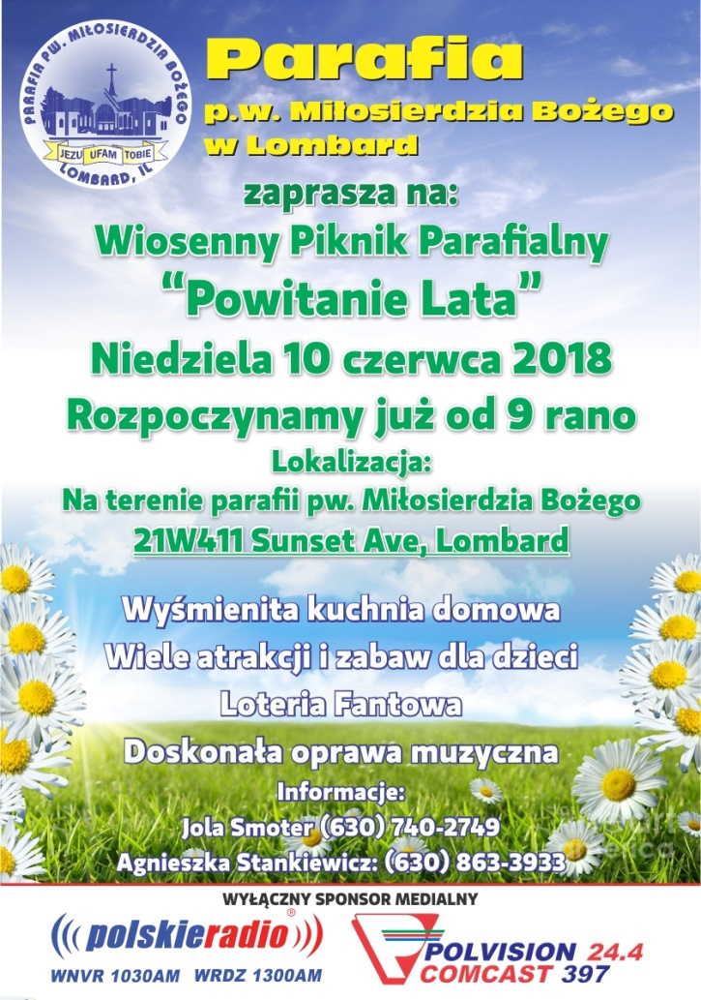 PARAFIA PW. MIŁOSIERDZIA BOŻEGO
JEZU UFAM TOBIE
LOMBARD, IL
Parafia
p.w. Miłosierdzia Bożego
w Lombard
zaprasza na:
Wiosenny Piknik Parafialny
“Powitanie Lata”
Niedziela 10 czerwca 2018
Rozpoczynamy już od 9 rano
Lokalizacja:
Na terenie parafii pw. Miłosierdzia Bożego
21W411 Sunset Ave, Lombard
Wyśmienita kuchnia domowa
Wiele atrakcji i zabaw dla dzieci
Loteria Fantowa
Doskonała oprawa muzyczna
Informacje:
Jola Smoter (630) 740-2749
Agnieszka Stankiewicz: (630) 863-3933
WYŁĄCZNY SPONSOR MEDIALNY
polskieradio®
WNVR 1030AM WRDZ 1300AM
POLVISION 24.4
COMCAST 397